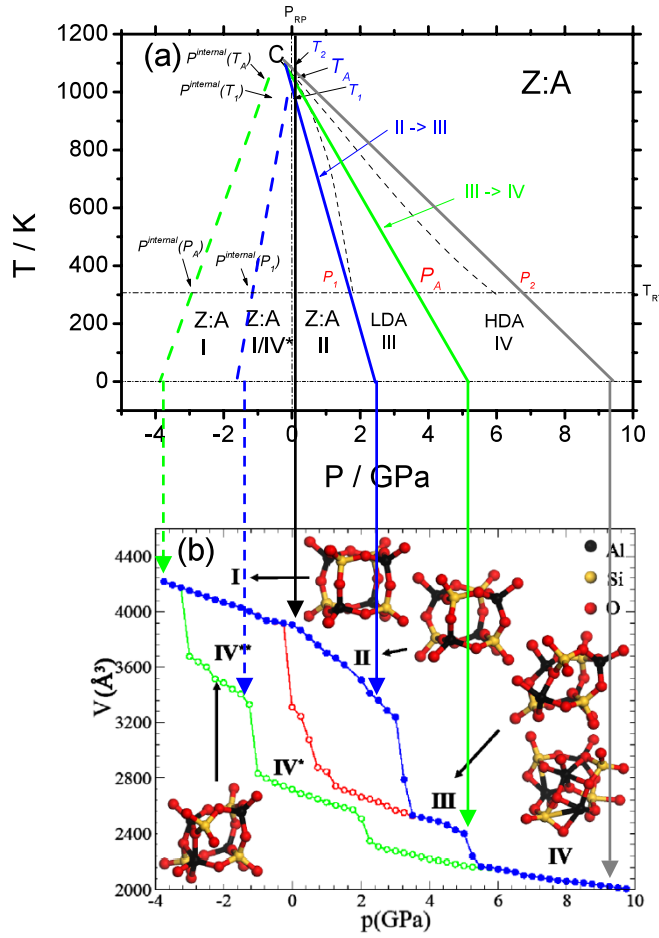 P_RP
1200
1000
800
600
400
200
0
T / K
(a)
C
T_2
T_A
T_1
Z:A
P^internal(T_A)
P^internal(T_1)
II -> III
III -> IV
P^internal(P_A)
P^internal(P_1)
P_1
P_A
P_2
T_RT
Z:A
I
Z:A
I/IV*
Z:A
II
LDA
III
HDA
IV
-4 -2 0 2 4 6 8 10
P / GPa
(b)
4400
4000
3600
3200
2800
2400
2000
V (Å³)
I
II
III
IV
IV**
IV*
Al
Si
O
-4 -2 0 2 4 6 8 10
p(GPa)